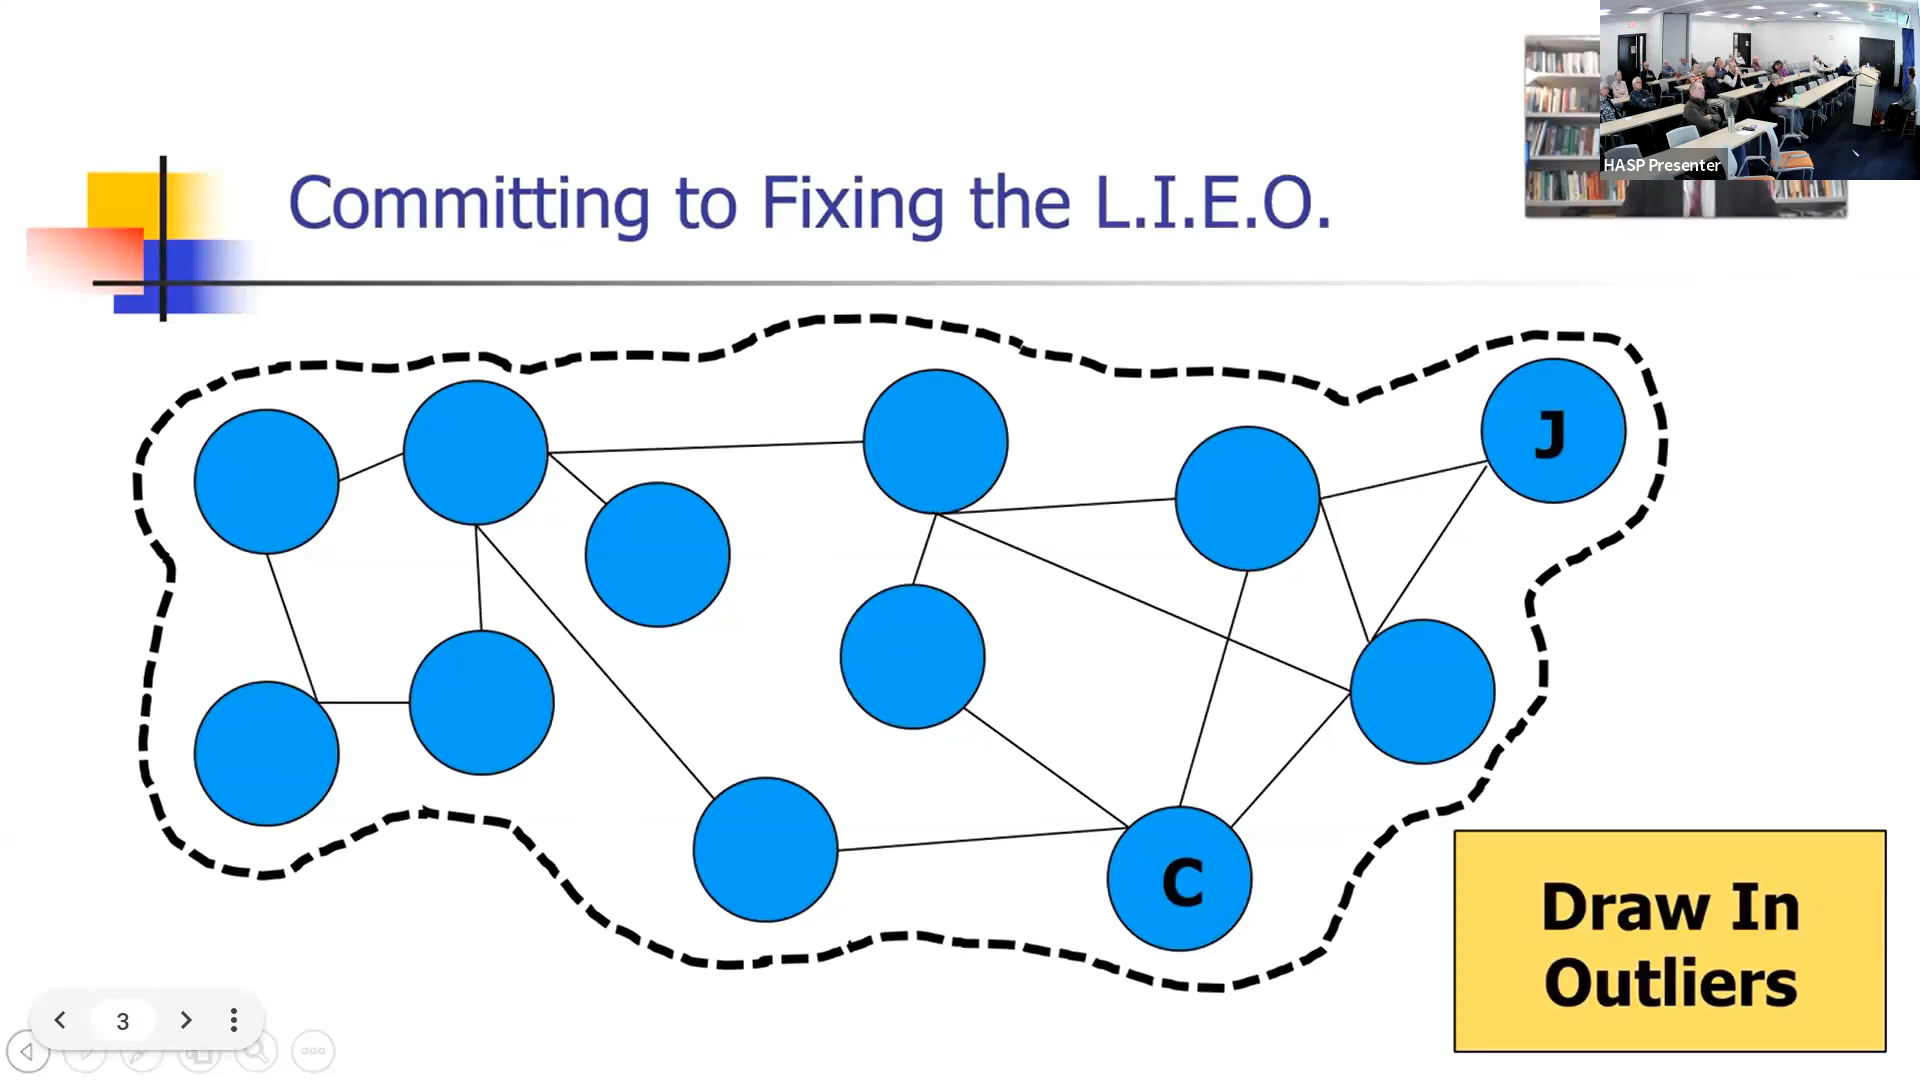 HASP Presenter
Committing to Fixing the L.I.E.O.
J
C
Draw In
Outliers
3